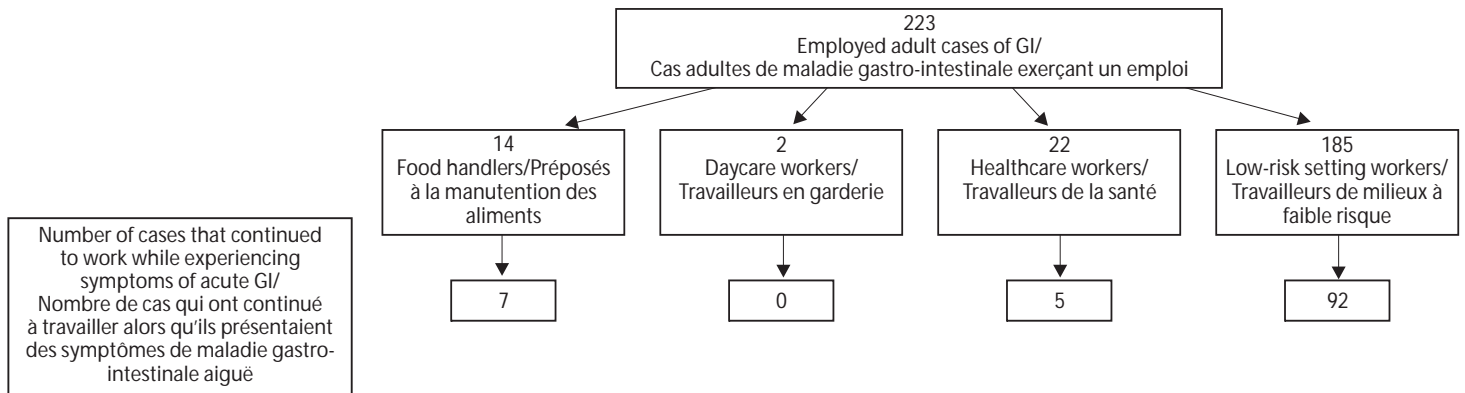 223
Employed adult cases of GI/
Cas adultes de maladie gastro-intestinale exerçant un emploi
14
Food handlers/Préposés
à la manutention des
aliments
2
Daycare workers/
Travailleurs en garderie
22
Healthcare workers/
Travalleurs de la santé
185
Low-risk setting workers/
Travailleurs de milieux à
faible risque
Number of cases that continued
to work while experiencing
symptoms of acute GI/
Nombre de cas qui ont continué
à travailler alors qu'ils présentaient
des symptômes de maladie gastro-
intestinale aiguë
7
0
5
92